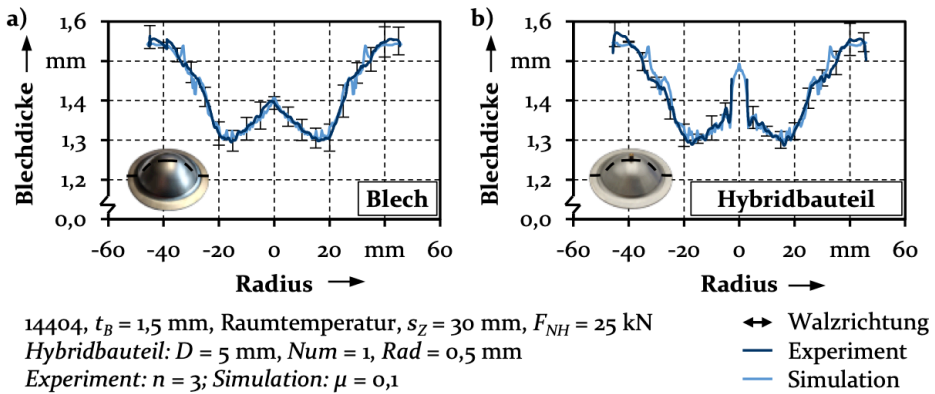 a)
Blechdicke
1,6
mm
1,4
1,3
1,2
0,0
-60
-40
-20
0
20
mm
60
Radius
Blech
b)
Blechdicke
1,6
mm
1,4
1,3
1,2
0,0
-60
-40
-20
0
20
mm
60
Radius
Hybridbauteil
14404, t_B = 1,5 mm, Raumtemperatur, s_Z = 30 mm, F_NH = 25 kN
Hybridbauteil: D = 5 mm, Num = 1, Rad = 0,5 mm
Experiment: n = 3; Simulation: μ = 0,1
Walzrichtung
Experiment
Simulation